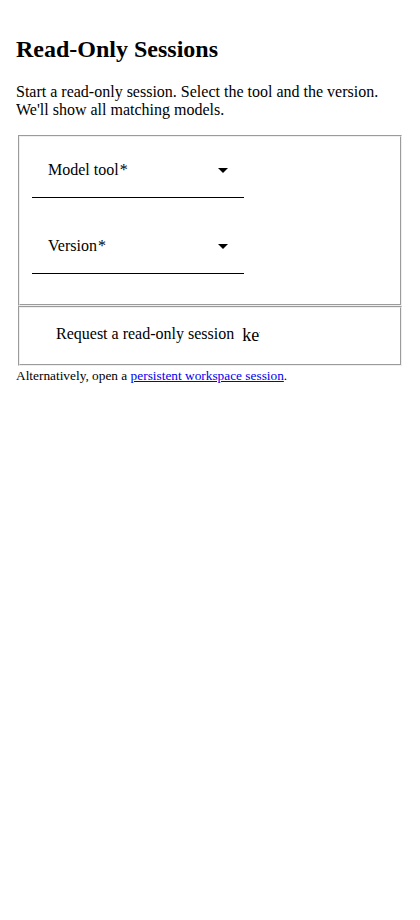 Read-Only Sessions
Start a read-only session. Select the tool and the version.
We'll show all matching models.
Model tool*
Version*
Request a read-only session ke
Alternatively, open a persistent workspace session.